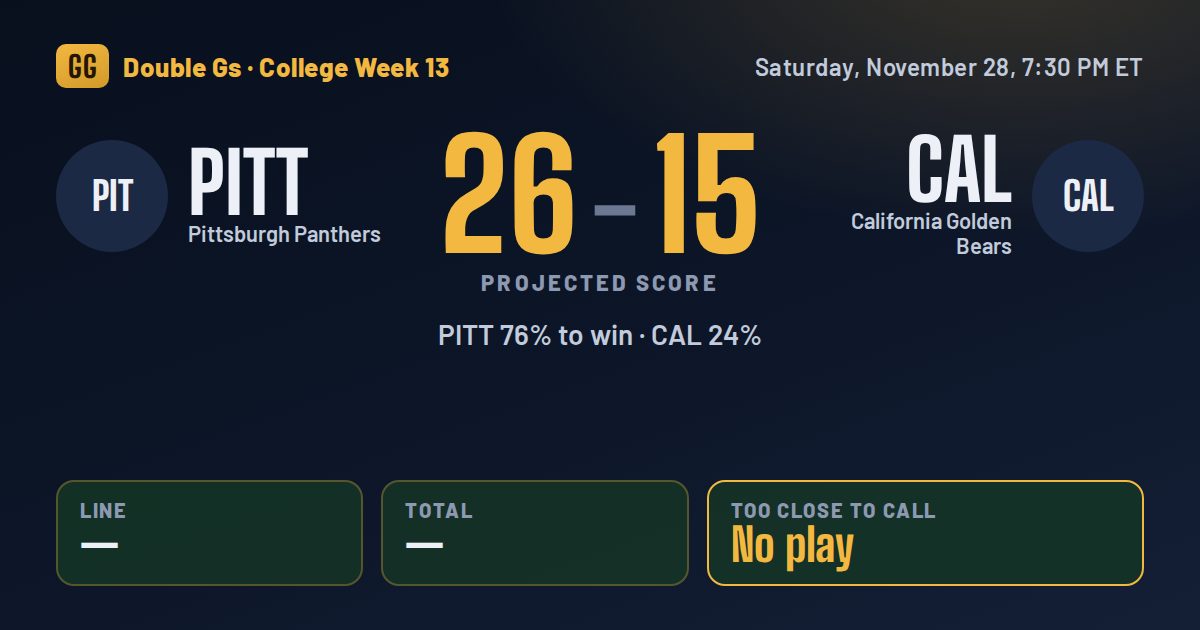 GG
Double Gs · College Week 13
Saturday, November 28, 7:30 PM ET
PIT
PITT
Pittsburgh Panthers
26 – 15
PROJECTED SCORE
PITT 76% to win · CAL 24%
CAL
California Golden
Bears
CAL
LINE
—
TOTAL
—
TOO CLOSE TO CALL
No play